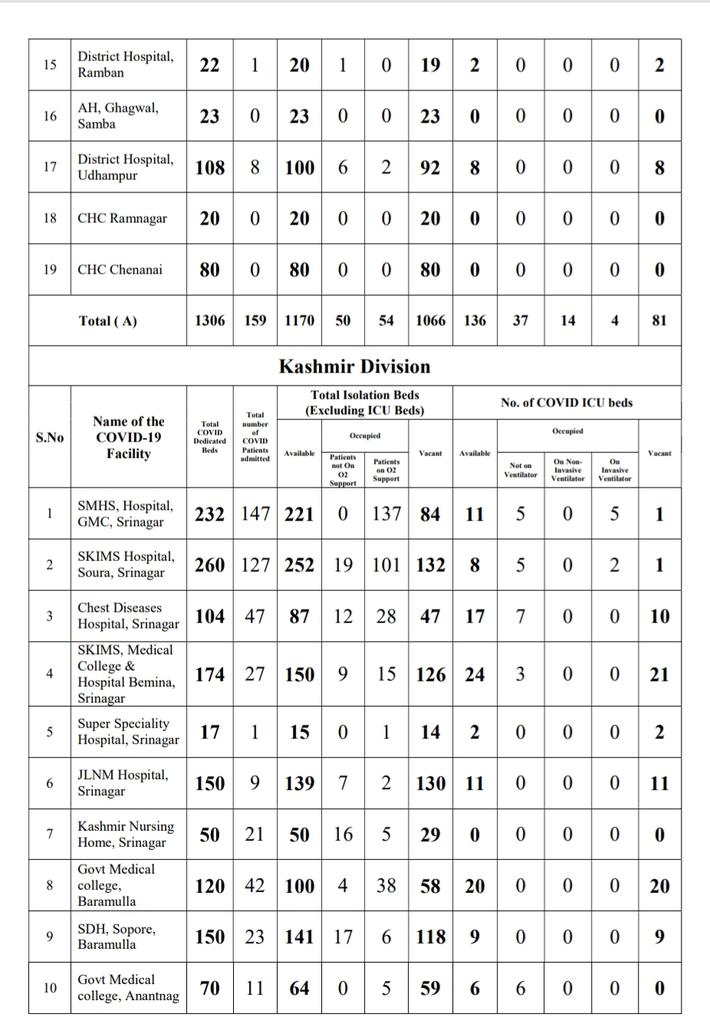 15 District Hospital, Ramban 22 1 20 1 0 19 2 0 0 0 2
16 AH, Ghagwal, Samba 23 0 23 0 0 23 0 0 0 0 0
17 District Hospital, Udhampur 108 8 100 6 2 92 8 0 0 0 8
18 CHC Ramnagar 20 0 20 0 0 20 0 0 0 0 0
19 CHC Chenanai 80 0 80 0 0 80 0 0 0 0 0
Total ( A) 1306 159 1170 50 54 1066 136 37 14 4 81
Kashmir Division
S.No
Name of the COVID-19 Facility
Total COVID Dedicated Beds
Total number of COVID Patients admitted
Total Isolation Beds (Excluding ICU Beds)
Available
Occupied
Patients not On O2 Support
Patients on O2 Support
Vacant
No. of COVID ICU beds
Available
Occupied
Not on Ventilator
On Non-Invasive Ventilator
On Invasive Ventilator
Vacant
1 SMHS, Hospital, GMC, Srinagar 232 147 221 0 137 84 11 5 0 5 1
2 SKIMS Hospital, Soura, Srinagar 260 127 252 19 101 132 8 5 0 2 1
3 Chest Diseases Hospital, Srinagar 104 47 87 12 28 47 17 7 0 0 10
4 SKIMS, Medical College & Hospital Bemina, Srinagar 174 27 150 9 15 126 24 3 0 0 21
5 Super Speciality Hospital, Srinagar 17 1 15 0 1 14 2 0 0 0 2
6 JLNM Hospital, Srinagar 150 9 139 7 2 130 11 0 0 0 11
7 Kashmir Nursing Home, Srinagar 50 21 50 16 5 29 0 0 0 0 0
8 Govt Medical college, Baramulla 120 42 100 4 38 58 20 0 0 0 20
9 SDH, Sopore, Baramulla 150 23 141 17 6 118 9 0 0 0 9
10 Govt Medical college, Anantnag 70 11 64 0 5 59 6 6 0 0 0